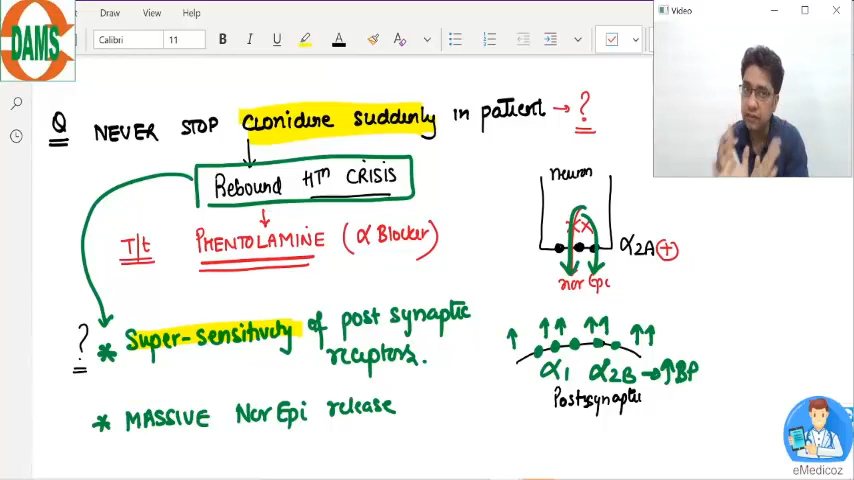 DAMS
Draw View Help
Video
Calibri 11 B I U A A
Q NEVER STOP Clonidine suddenly in patient → ?
Rebound HTn CRISIS
T/t PHENTOLAMINE (α Blocker)
? * Super-sensitively of post synaptic
receptors.
* MASSIVE NorEpi release
neuron
××
α2A (+)
nor Epi
↑ ↑↑ ↑↑ ↑↑
α1 α2B → ↑BP
Postsynaptic
eMedicoz